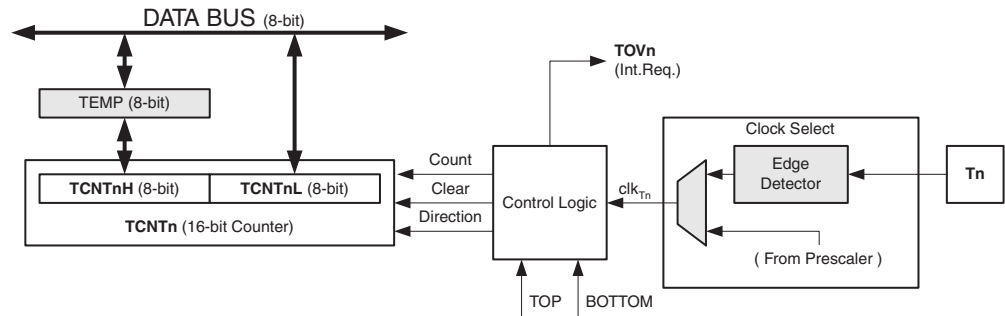 DATA BUS (8-bit)
TOVn
(Int.Req.)
TEMP (8-bit)
Clock Select
Count
Edge
Detector
Tn
TCNTnH (8-bit) TCNTnL (8-bit)
Clear
Control Logic
clkTn
TCNTn (16-bit Counter)
Direction
( From Prescaler )
TOP
BOTTOM